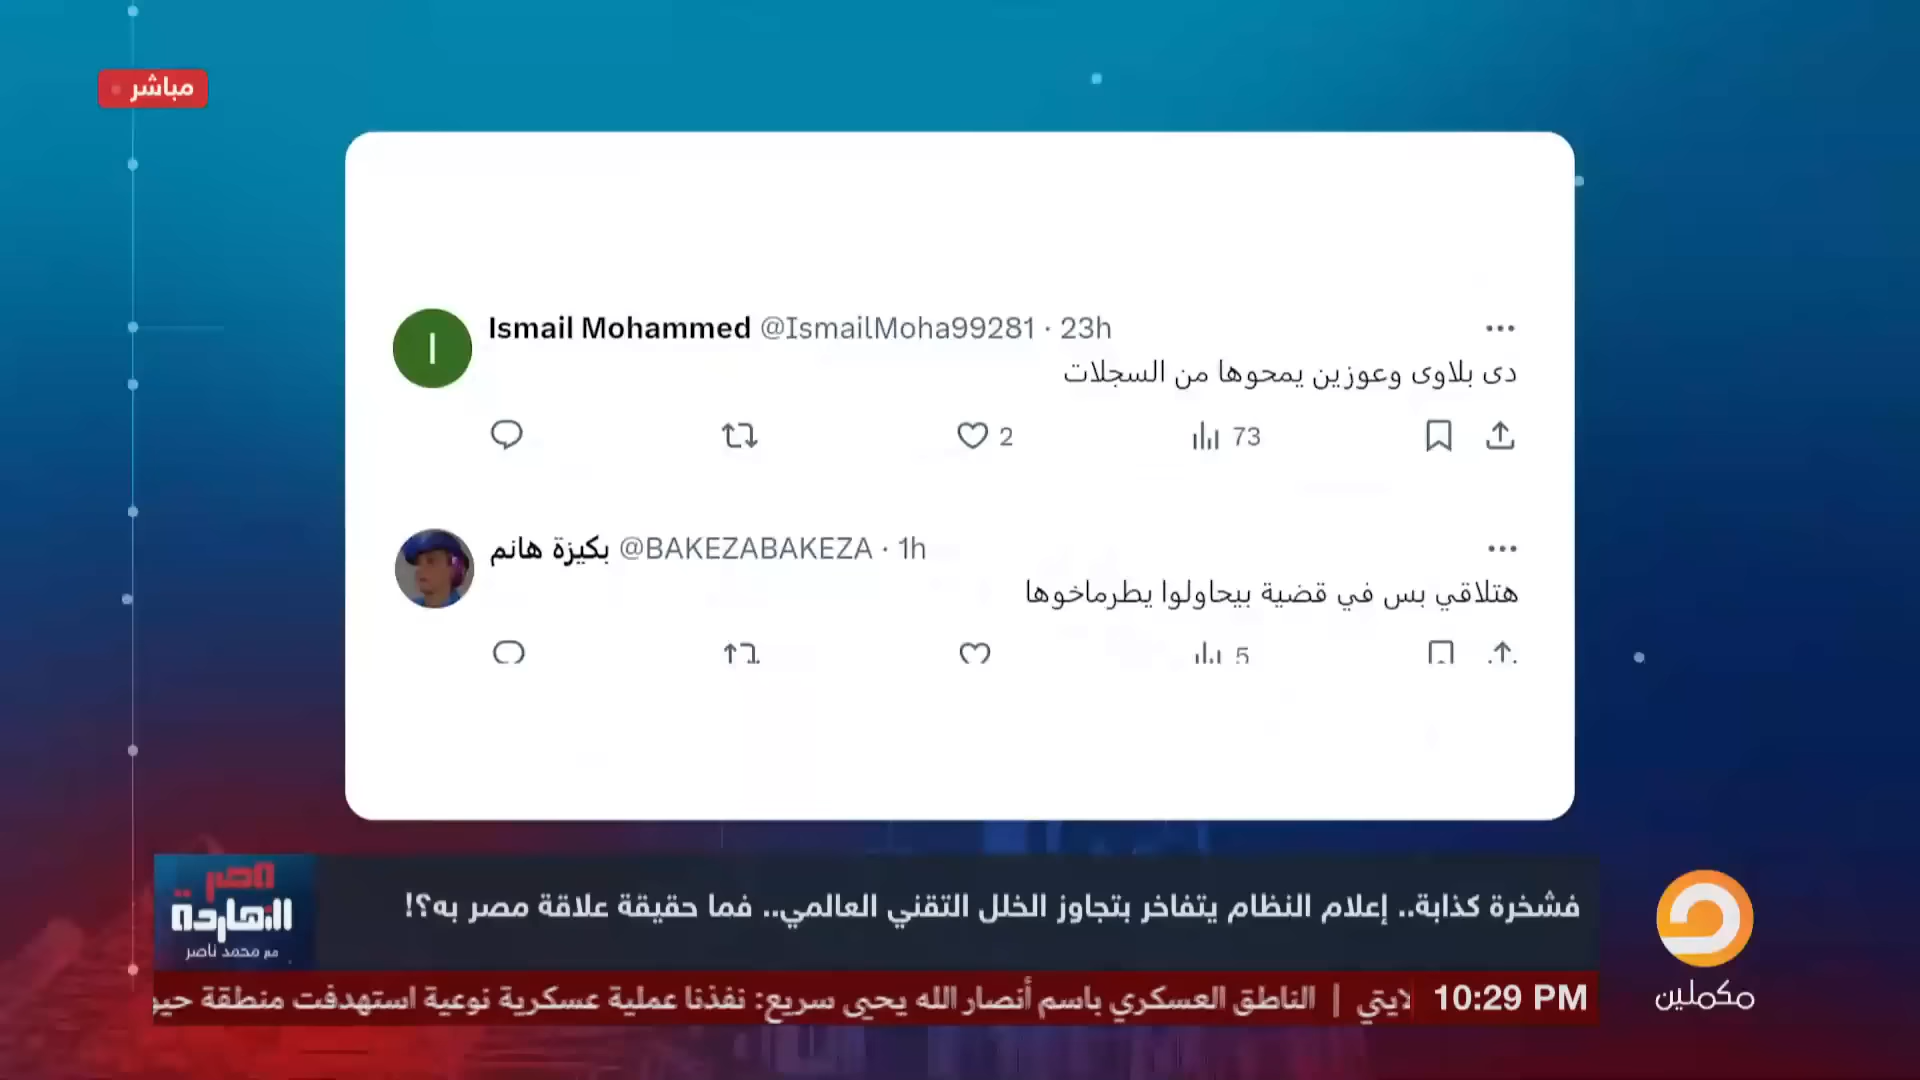 مباشر
Ismail Mohammed @IsmailMoha99281 · 23h
دى بلاوى وعوزين يمحوها من السجلات
2 73
بكيزة هانم @BAKEZABAKEZA · 1h
هتلاقي بس في قضية بيحاولوا يطرماخوها
5
مصر
النهاردة
مع محمد ناصر
فشخرة كذابة.. إعلام النظام يتفاخر بتجاوز الخلل التقني العالمي.. فما حقيقة علاقة مصر به؟!
10:29 PM
| الناطق العسكري باسم أنصار الله يحيى سريع: نفذنا عملية عسكرية نوعية استهدفت منطقة
مكملين